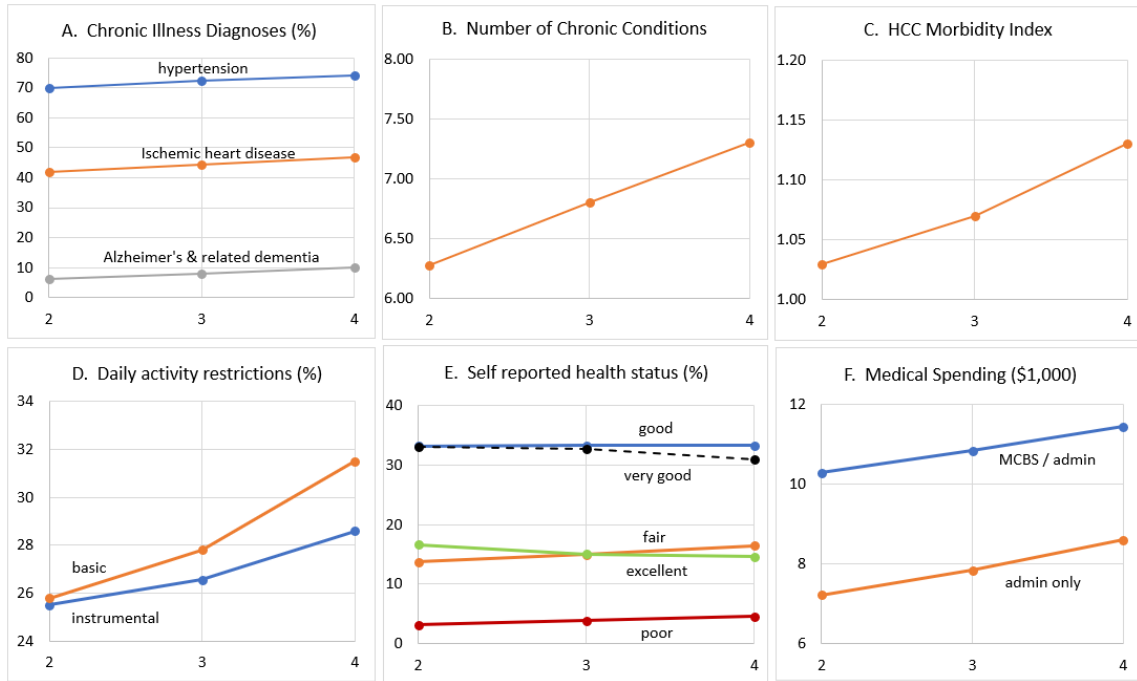 A. Chronic Illness Diagnoses (%)
80
70
60
50
40
30
20
10
0
hypertension
Ischemic heart disease
Alzheimer's & related dementia
2 3 4
B. Number of Chronic Conditions
8.00
7.00
6.50
6.00
2 3 4
C. HCC Morbidity Index
1.20
1.15
1.10
1.05
1.00
2 3 4
D. Daily activity restrictions (%)
34
32
30
28
26
24
basic
instrumental
2 3 4
E. Self reported health status (%)
40
30
20
10
0
good
very good
fair
excellent
poor
2 3 4
F. Medical Spending ($1,000)
12
10
8
6
MCBS / admin
admin only
2 3 4